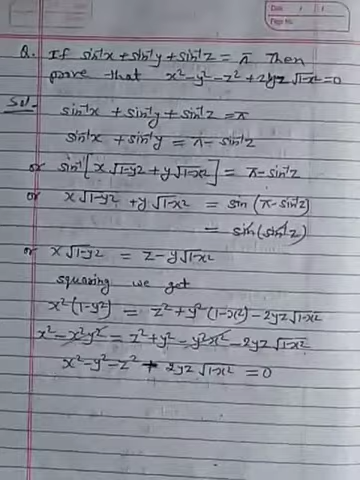 Date
Page No.
Q. If sin⁻¹x + sin⁻¹y + sin⁻¹z = π Then
prove that x²-y²-z²+2yz√1-x²=0
Sol-
sin⁻¹x + sin⁻¹y + sin⁻¹z = π
sin⁻¹x + sin⁻¹y = π - sin⁻¹z
or sin⁻¹[x√1-y² + y√1-x²] = π - sin⁻¹z
or x√1-y² + y√1-x² = sin (π - sin⁻¹z)
= sin(sin⁻¹z)
or x√1-y² = z - y√1-x²
squaring we get
x²(1-y²) = z² + y²(1-x²) - 2yz√1-x²
x² - x²y² = z² + y² - y²x² - 2yz√1-x²
x² - y² - z² + 2yz√1-x² = 0